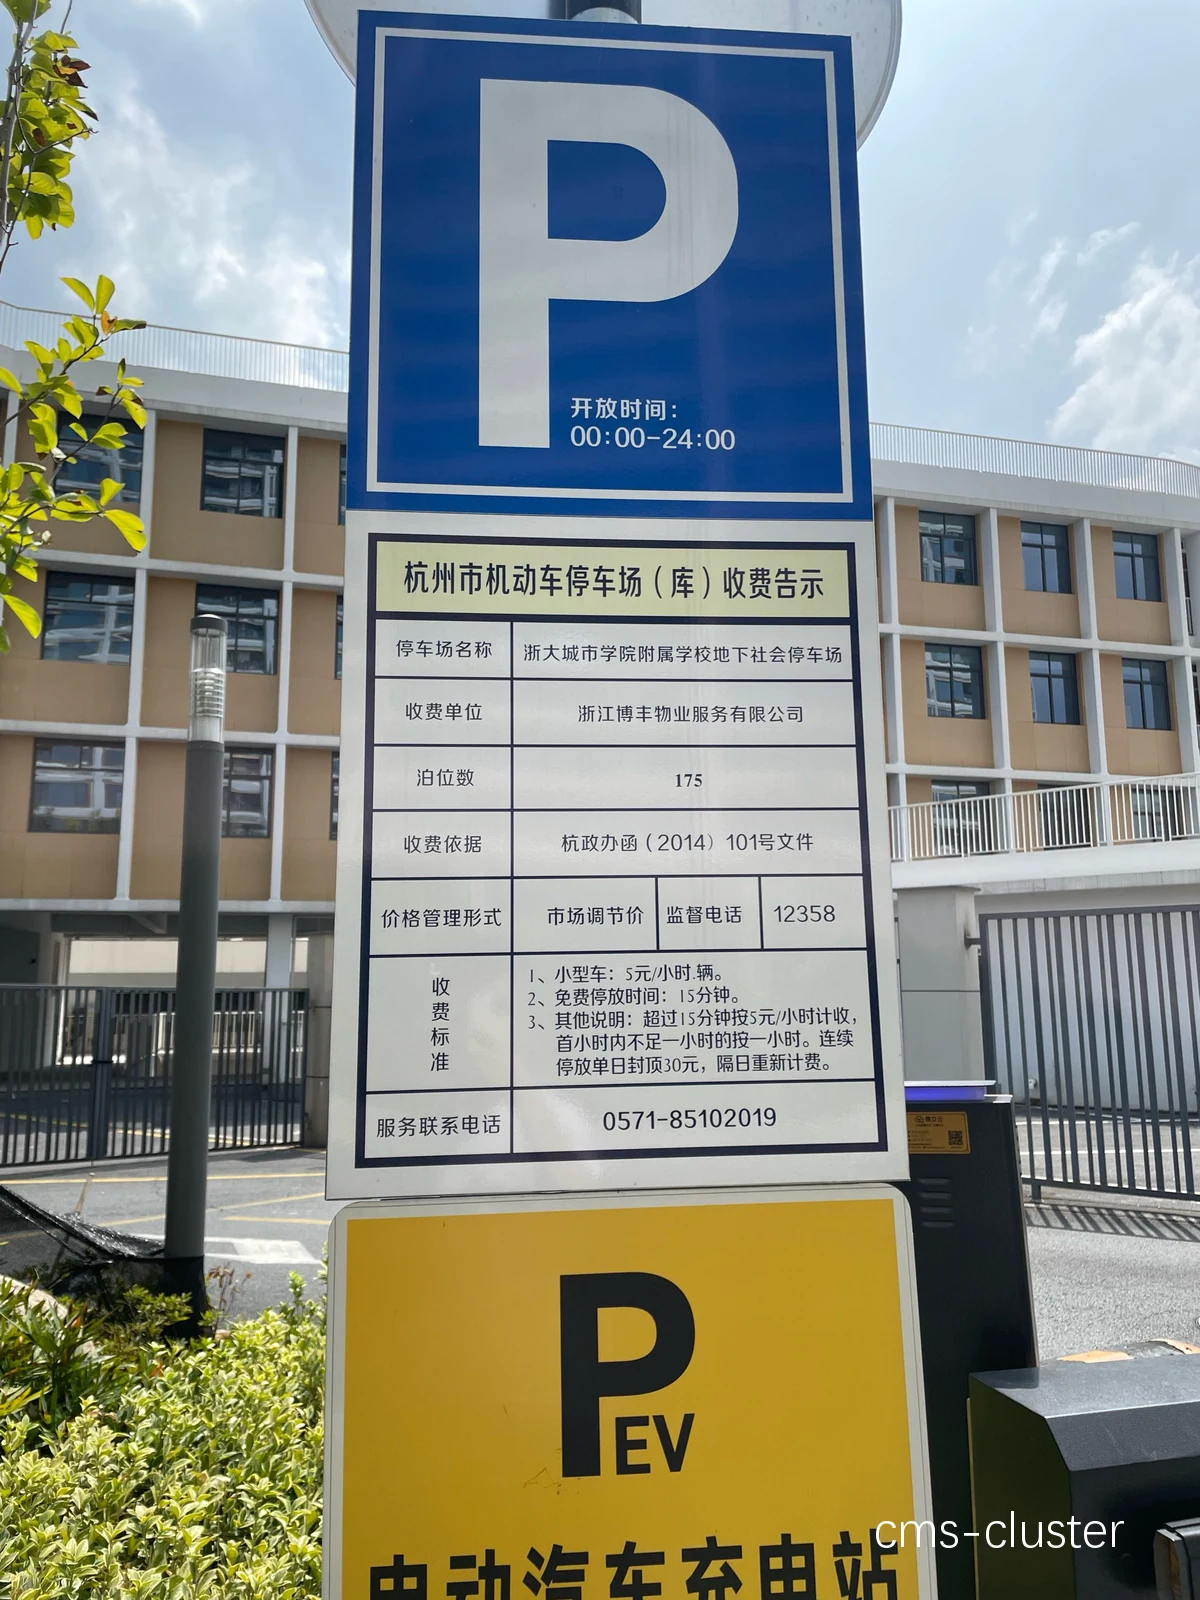 P
开放时间：
00:00-24:00
杭州市机动车停车场（库）收费告示
停车场名称 浙大城市学院附属学校地下社会停车场
收费单位 浙江博丰物业服务有限公司
泊位数 175
收费依据 杭政办函（2014）101号文件
价格管理形式 市场调节价 监督电话 12358
收费标准
1、小型车：5元/小时.辆。
2、免费停放时间：15分钟。
3、其他说明：超过15分钟按5元/小时计收，
首小时内不足一小时的按一小时。连续
停放单日封顶30元，隔日重新计费。
服务联系电话 0571-85102019
P
EV
电动汽车充电站
cms-cluster